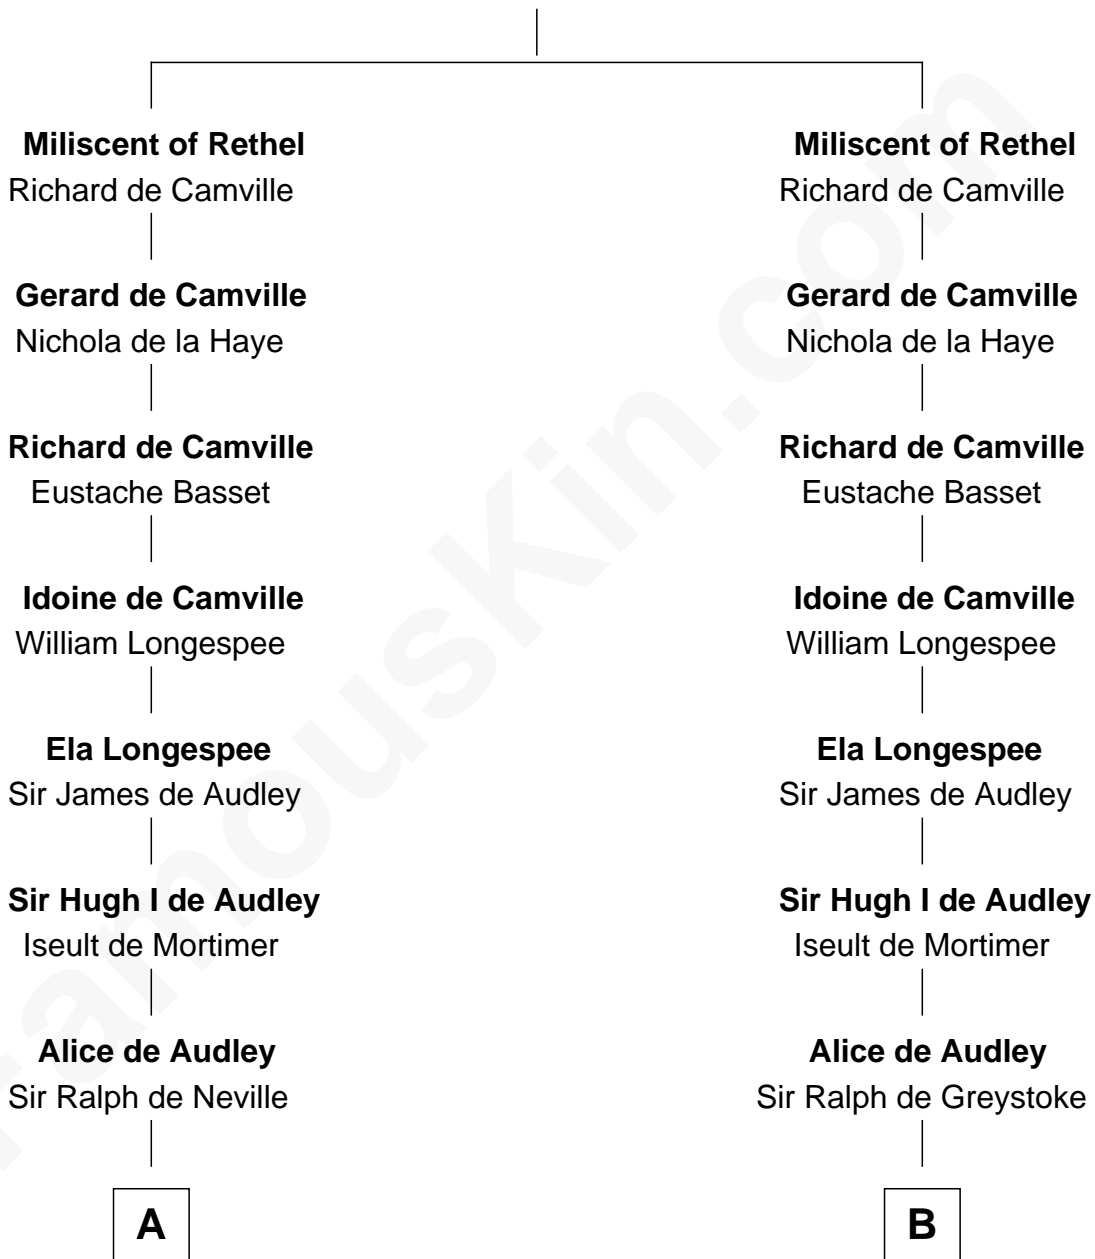 Miliscent of Rethel
Richard de Camville
Gerard de Camville
Nichola de la Haye
Richard de Camville
Eustache Basset
Idoine de Camville
William Longespee
Ela Longespee
Sir James de Audley
Sir Hugh I de Audley
Iseult de Mortimer
Alice de Audley
Sir Ralph de Neville
A
Miliscent of Rethel
Richard de Camville
Gerard de Camville
Nichola de la Haye
Richard de Camville
Eustache Basset
Idoine de Camville
William Longespee
Ela Longespee
Sir James de Audley
Sir Hugh I de Audley
Iseult de Mortimer
Alice de Audley
Sir Ralph de Greystoke
B
FamousKin.com